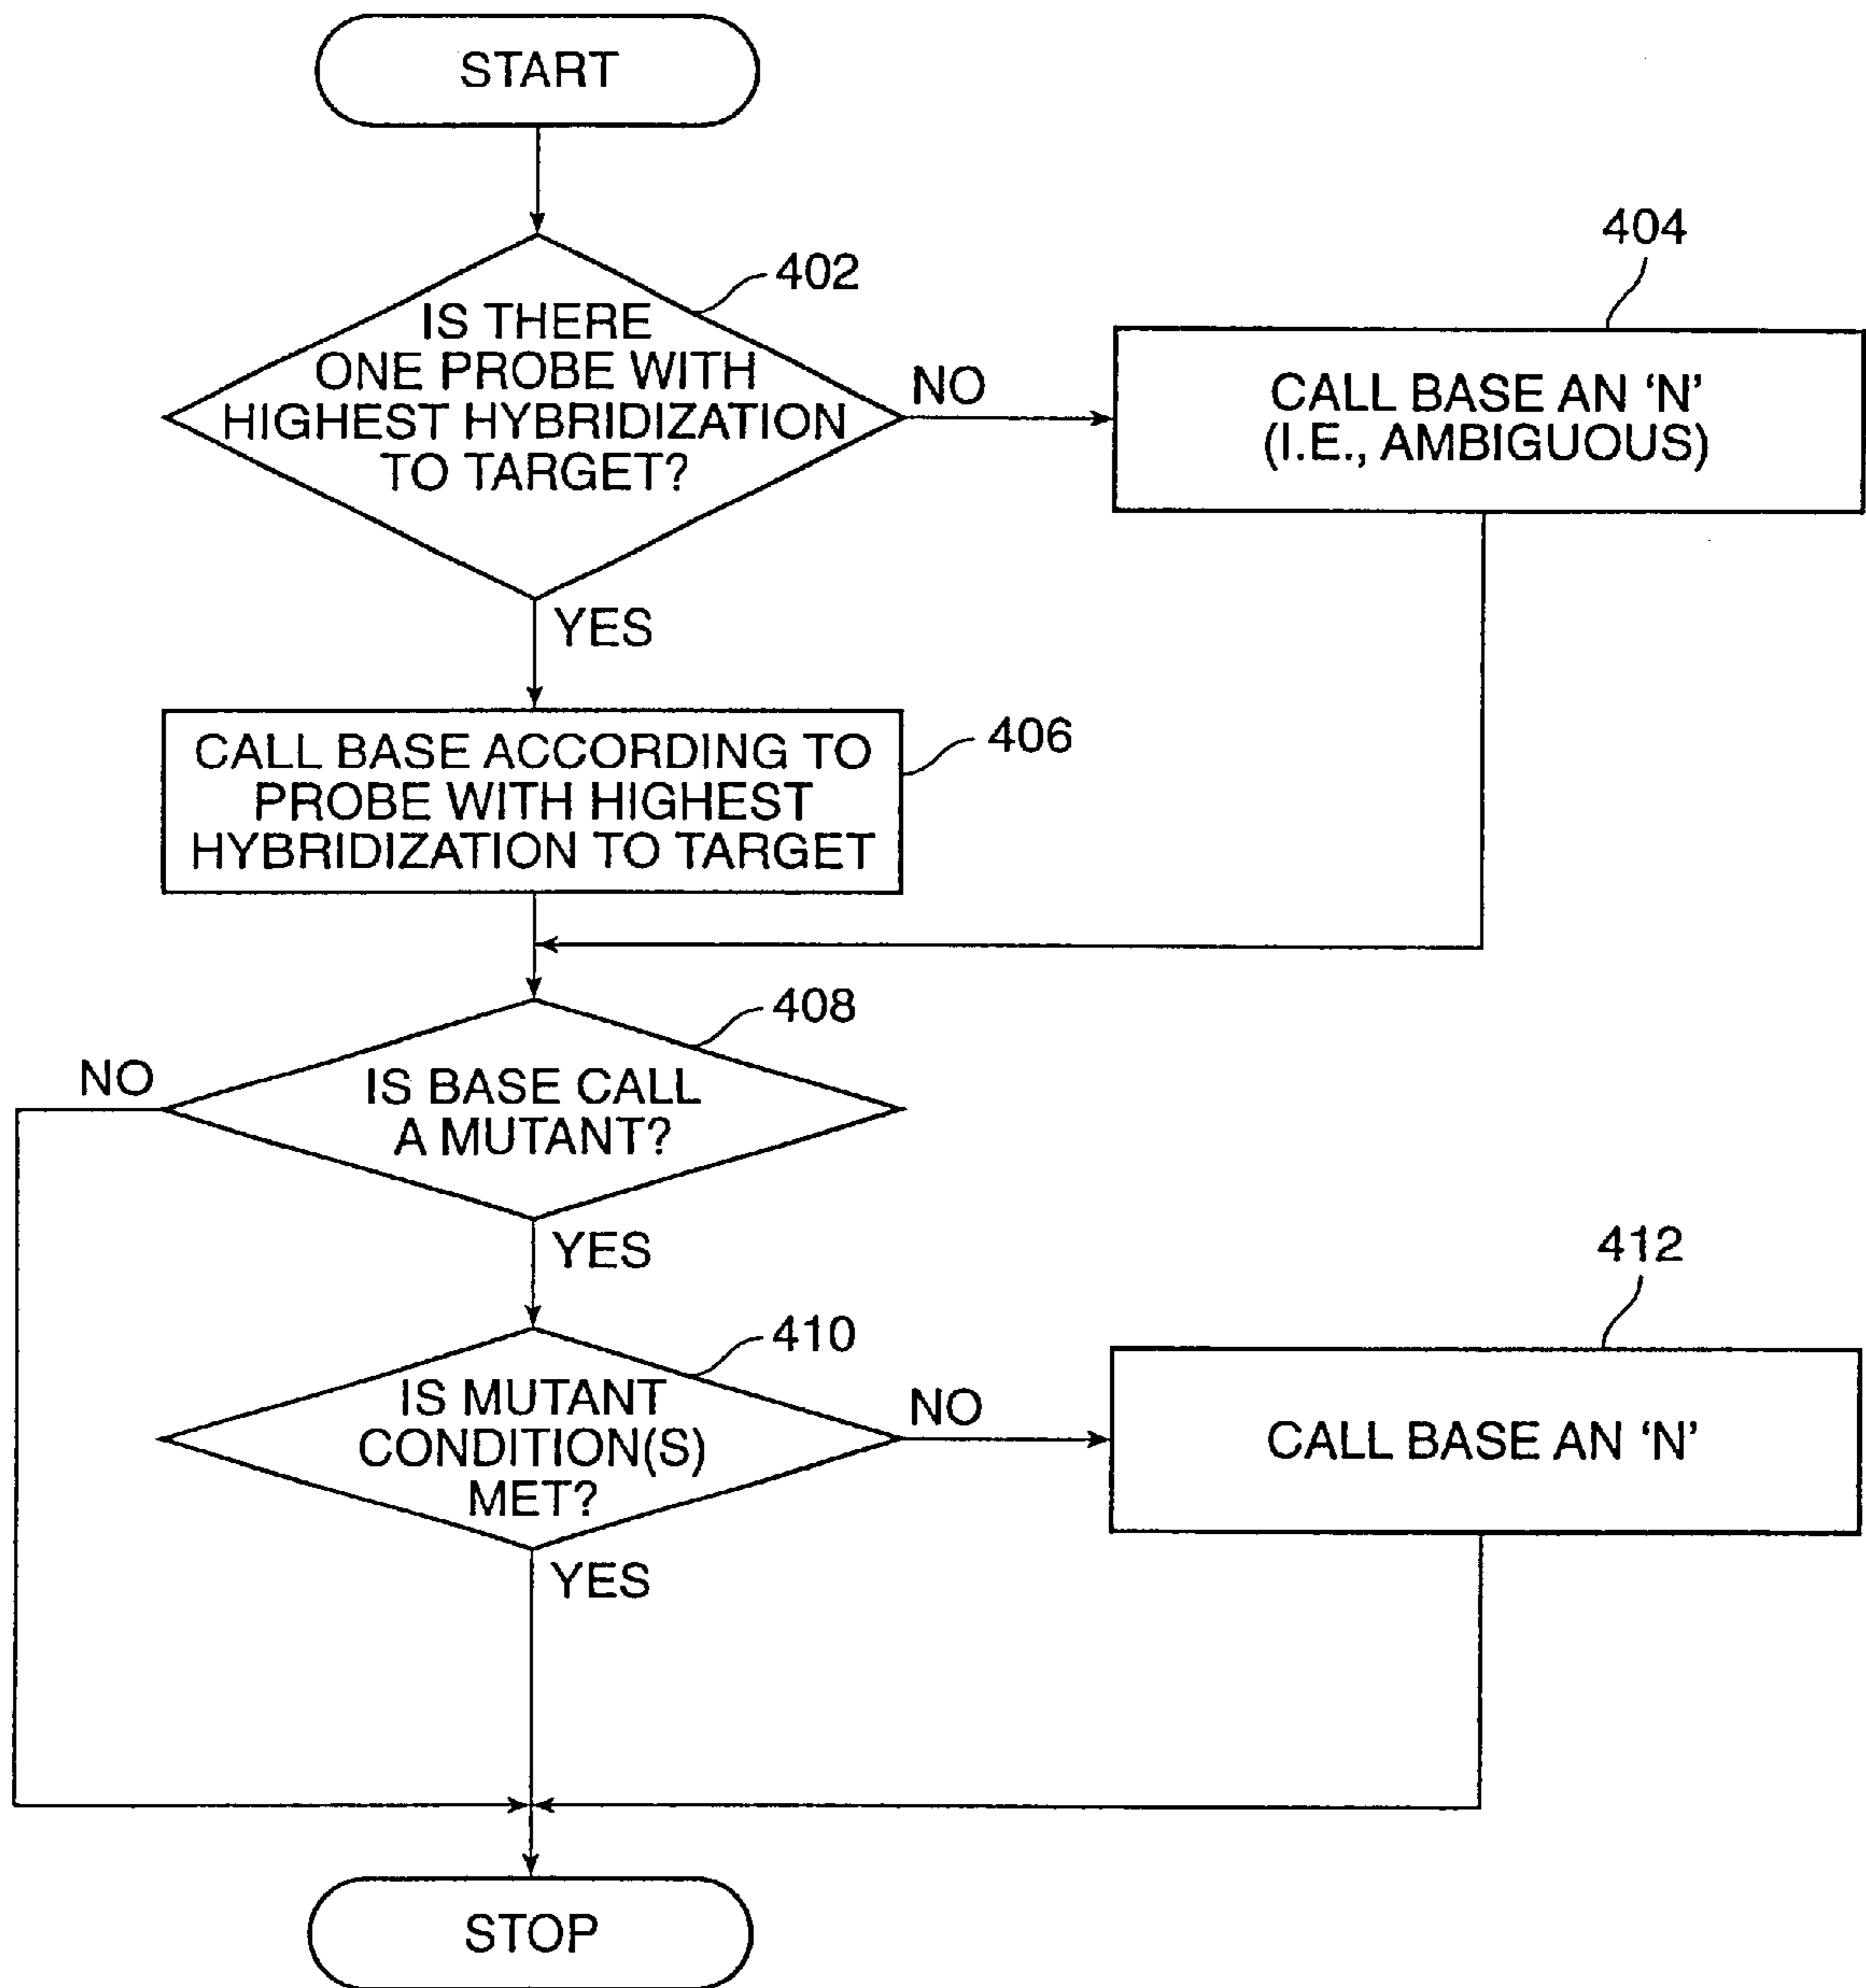 START
402
IS THERE
ONE PROBE WITH
HIGHEST HYBRIDIZATION
TO TARGET?
NO
404
CALL BASE AN ‘N’
(I.E., AMBIGUOUS)
YES
CALL BASE ACCORDING TO
PROBE WITH HIGHEST
HYBRIDIZATION TO TARGET
406
408
NO
IS BASE CALL
A MUTANT?
YES
410
IS MUTANT
CONDITION(S)
MET?
NO
412
CALL BASE AN ‘N’
YES
STOP